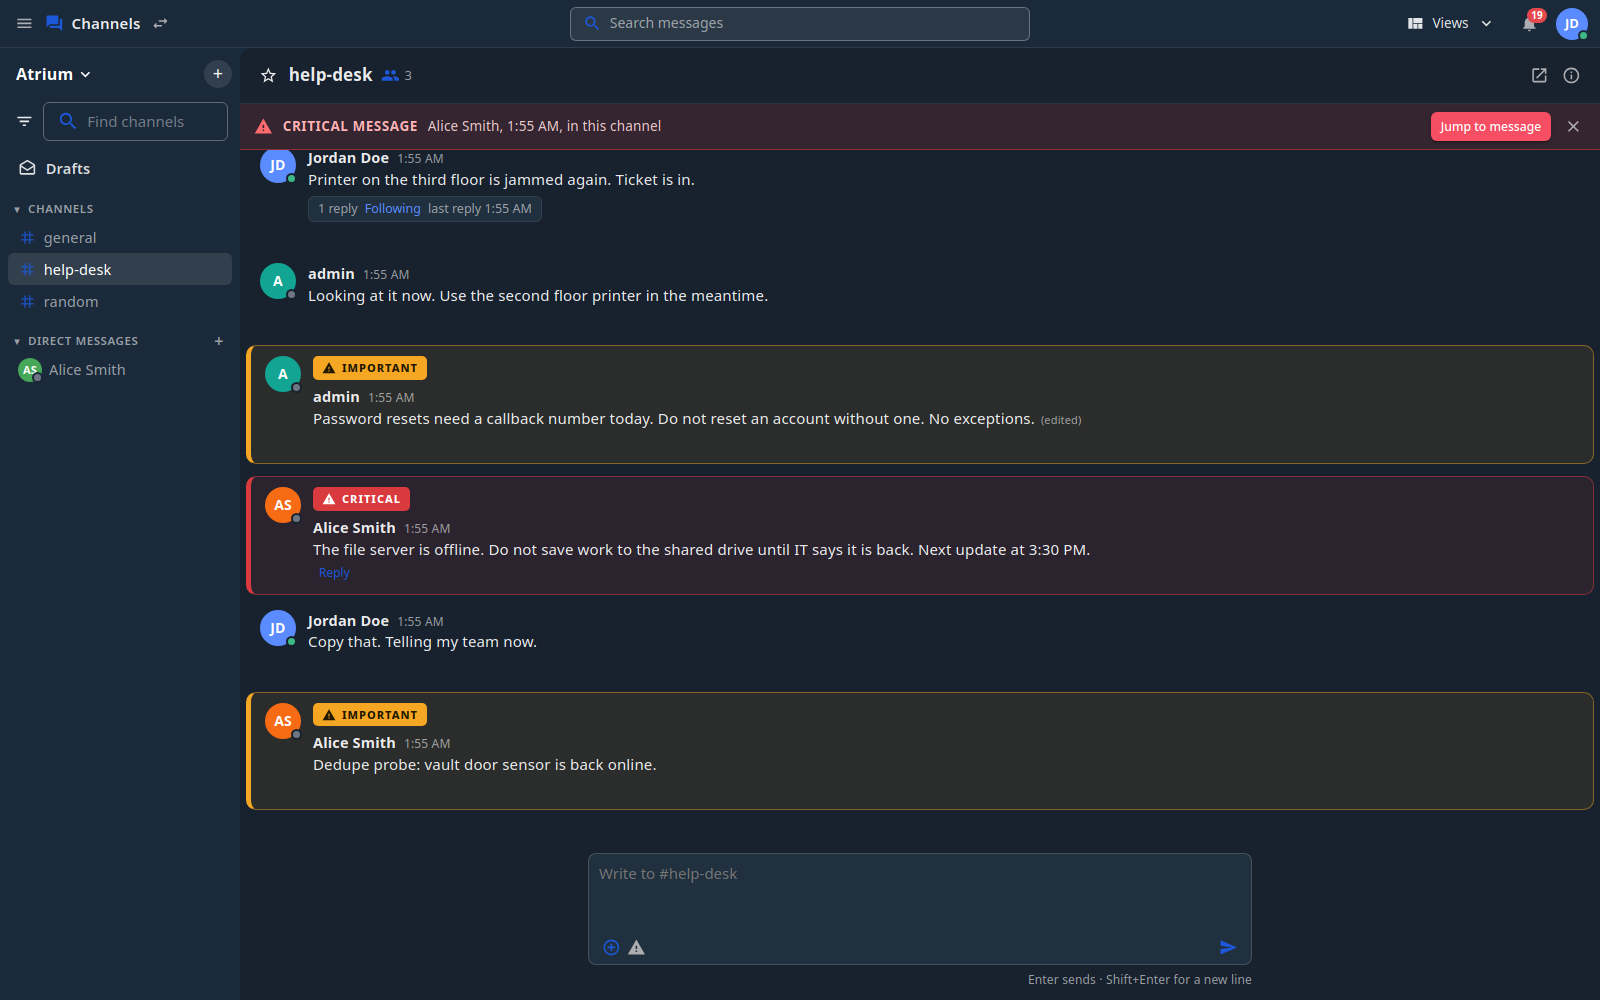 Channels
Search messages
Views
19
JD
Atrium
+
Find channels
Drafts
CHANNELS
general
help-desk
random
DIRECT MESSAGES +
AS Alice Smith
help-desk 3
CRITICAL MESSAGE Alice Smith, 1:55 AM, in this channel
Jump to message
JD
Jordan Doe 1:55 AM
Printer on the third floor is jammed again. Ticket is in.
1 reply Following last reply 1:55 AM
A
admin 1:55 AM
Looking at it now. Use the second floor printer in the meantime.
A
IMPORTANT
admin 1:55 AM
Password resets need a callback number today. Do not reset an account without one. No exceptions. (edited)
AS
CRITICAL
Alice Smith 1:55 AM
The file server is offline. Do not save work to the shared drive until IT says it is back. Next update at 3:30 PM.
Reply
JD
Jordan Doe 1:55 AM
Copy that. Telling my team now.
AS
IMPORTANT
Alice Smith 1:55 AM
Dedupe probe: vault door sensor is back online.
Write to #help-desk
Enter sends · Shift+Enter for a new line